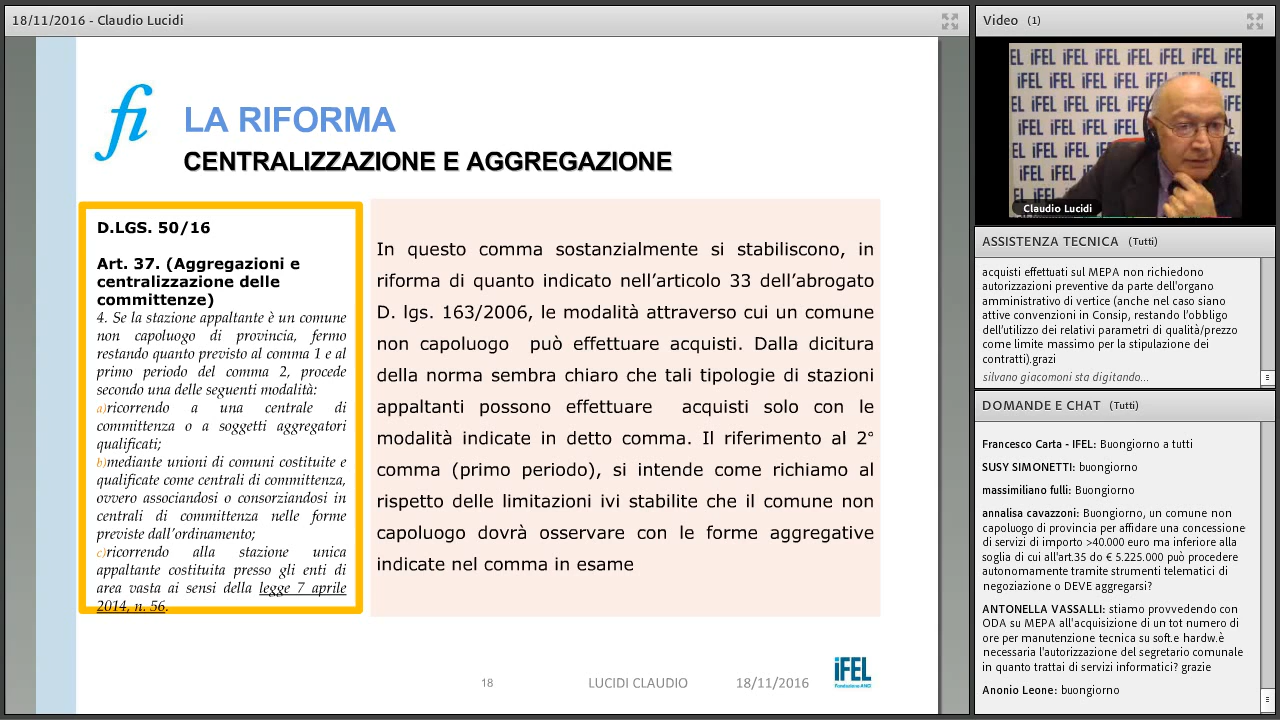 18/11/2016 - Claudio Lucidi
fi
LA RIFORMA
CENTRALIZZAZIONE E AGGREGAZIONE
D.LGS. 50/16
Art. 37. (Aggregazioni e
centralizzazione delle
committenze)
4. Se la stazione appaltante è un comune
non capoluogo di provincia, fermo
restando quanto previsto al comma 1 e al
primo periodo del comma 2, procede
secondo una delle seguenti modalità:
a)ricorrendo a una centrale di
committenza o a soggetti aggregatori
qualificati;
b)mediante unioni di comuni costituite e
qualificate come centrali di committenza,
ovvero associandosi o consorziandosi in
centrali di committenza nelle forme
previste dall'ordinamento;
c)ricorrendo alla stazione unica
appaltante costituita presso gli enti di
area vasta ai sensi della legge 7 aprile
2014, n. 56.
In questo comma sostanzialmente si stabiliscono, in
riforma di quanto indicato nell'articolo 33 dell'abrogato
D. lgs. 163/2006, le modalità attraverso cui un comune
non capoluogo può effettuare acquisti. Dalla dicitura
della norma sembra chiaro che tali tipologie di stazioni
appaltanti possono effettuare acquisti solo con le
modalità indicate in detto comma. Il riferimento al 2°
comma (primo periodo), si intende come richiamo al
rispetto delle limitazioni ivi stabilite che il comune non
capoluogo dovrà osservare con le forme aggregative
indicate nel comma in esame
18
LUCIDI CLAUDIO
18/11/2016
iFEL
Fondazione ANCI
Video (1)
Claudio Lucidi
ASSISTENZA TECNICA (Tutti)
acquisti effettuati sul MEPA non richiedono
autorizzazioni preventive da parte dell'organo
amministrativo di vertice (anche nel caso siano
attive convenzioni in Consip, restando l'obbligo
dell'utilizzo dei relativi parametri di qualità/prezzo
come limite massimo per la stipulazione dei
contratti).grazi
silvano giacomoni sta digitando...
DOMANDE E CHAT (Tutti)
Francesco Carta - IFEL: Buongiorno a tutti
SUSY SIMONETTI: buongiorno
massimiliano fulli: Buongiorno
annalisa cavazzoni: Buongiorno, un comune non
capoluogo di provincia per affidare una concessione
di servizi di importo >40.000 euro ma inferiore alla
soglia di cui all'art.35 do € 5.225.000 può procedere
autonomamente tramite strumenti telematici di
negoziazione o DEVE aggregarsi?
ANTONELLA VASSALLI: stiamo provvedendo con
ODA su MEPA all'acquisizione di un tot numero di
ore per manutenzione tecnica su soft.e hardw.è
necessaria l'autorizzazione del segretario comunale
in quanto trattai di servizi informatici? grazie
Anonio Leone: buongiorno